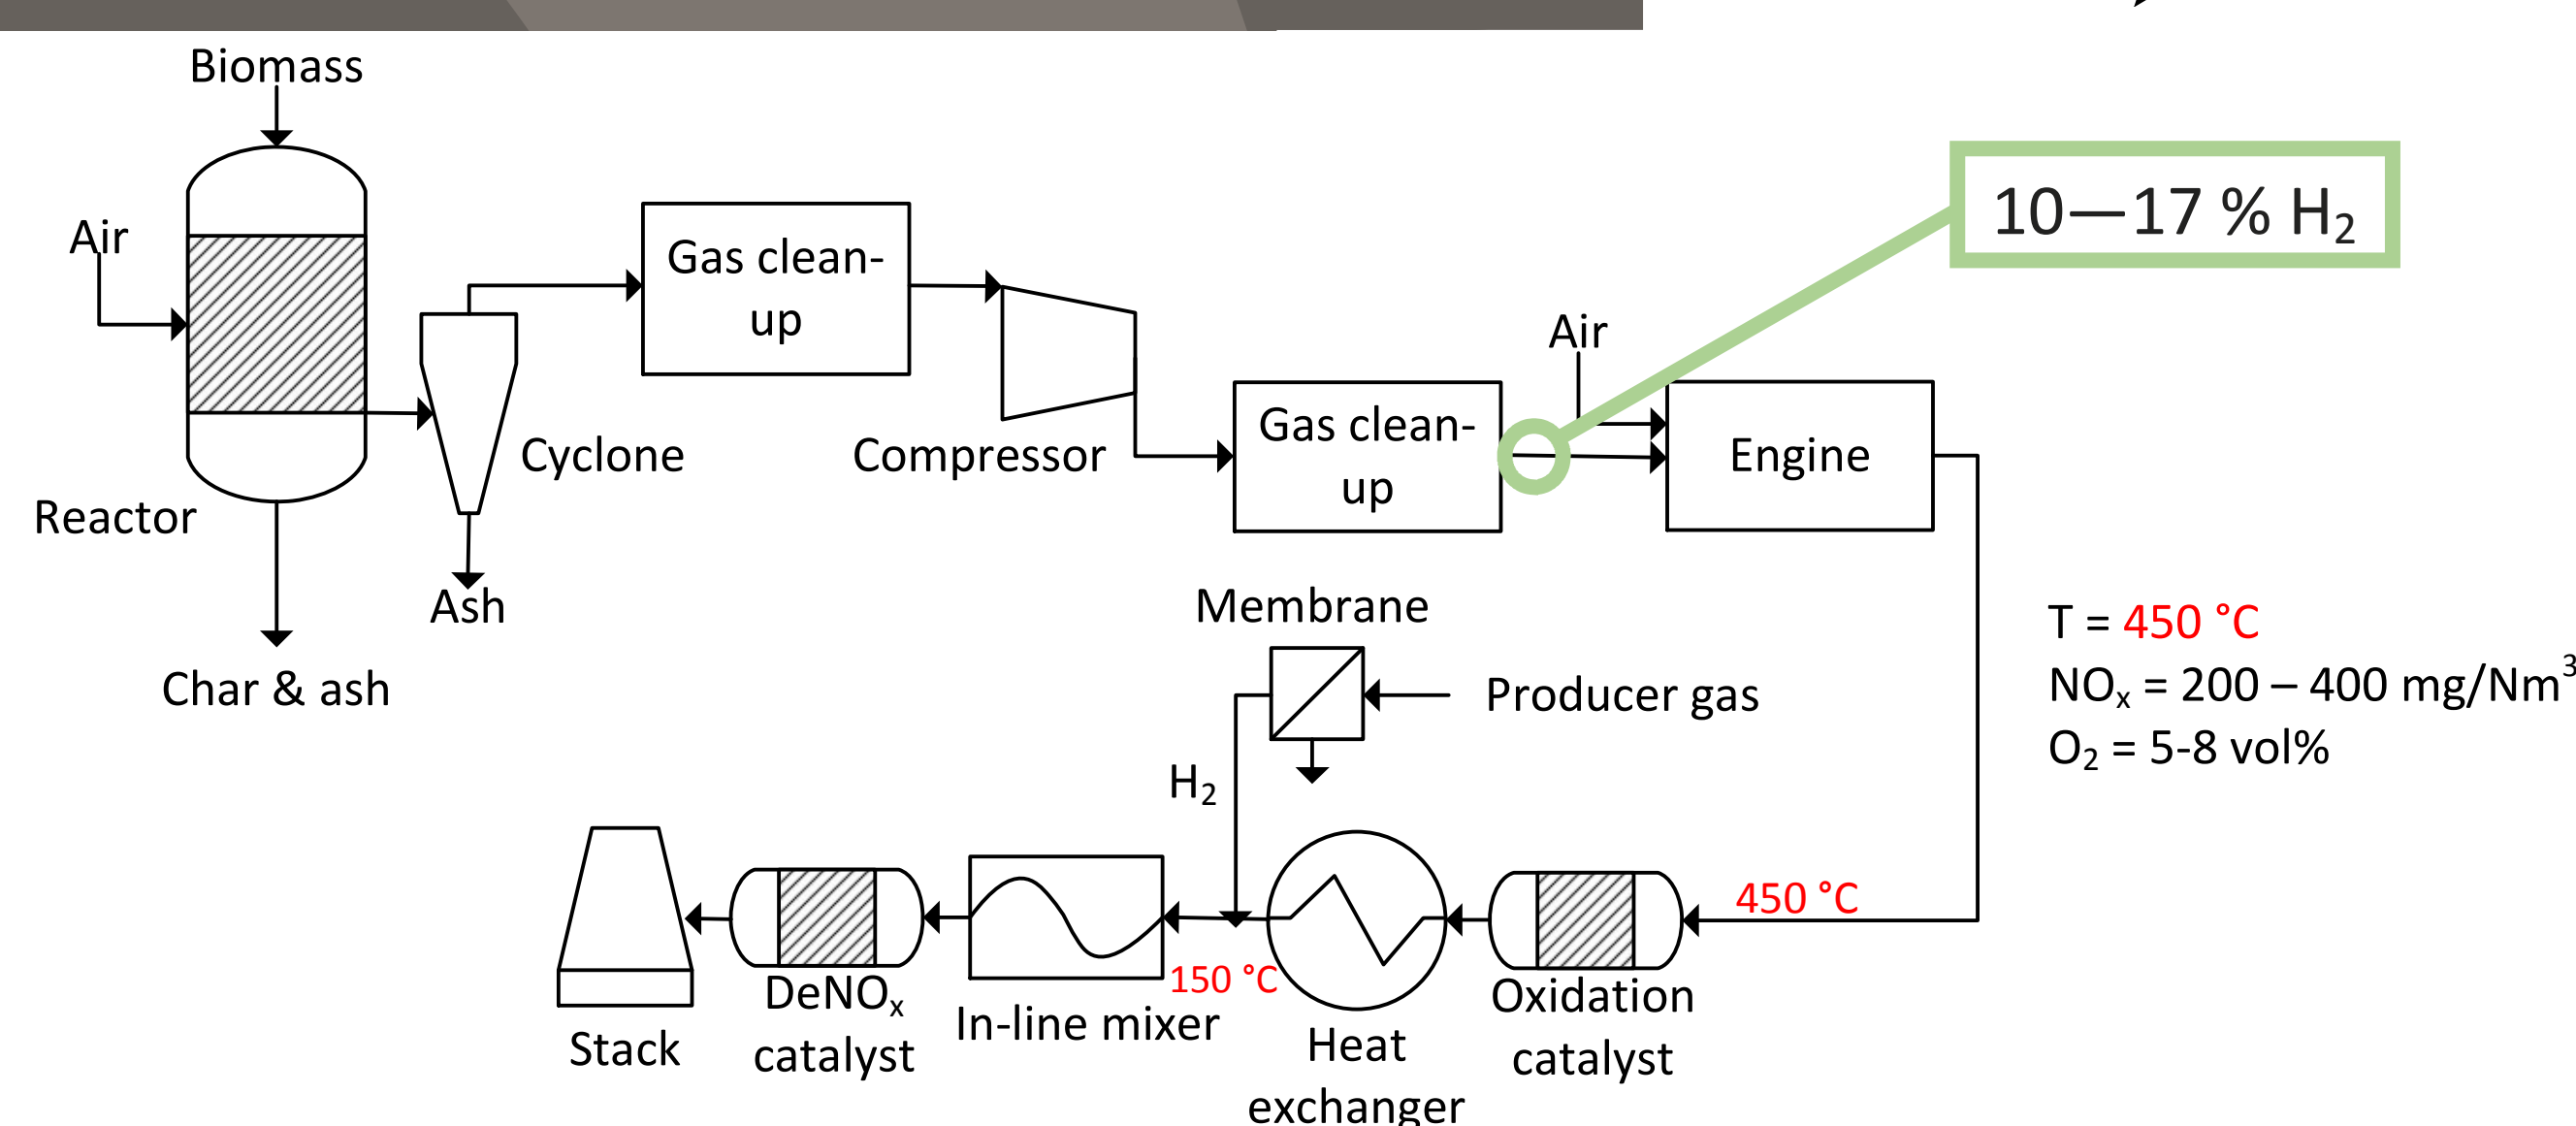 Biomass
Air
Reactor
Char & ash
Cyclone
Ash
Gas clean-
up
Compressor
Gas clean-
up
Air
10—17 % H₂
Engine
T = 450 °C
NOₓ = 200 – 400 mg/Nm³
O₂ = 5-8 vol%
Membrane
Producer gas
H₂
450 °C
Oxidation
catalyst
Heat
exchanger
150 °C
In-line mixer
DeNOₓ
catalyst
Stack